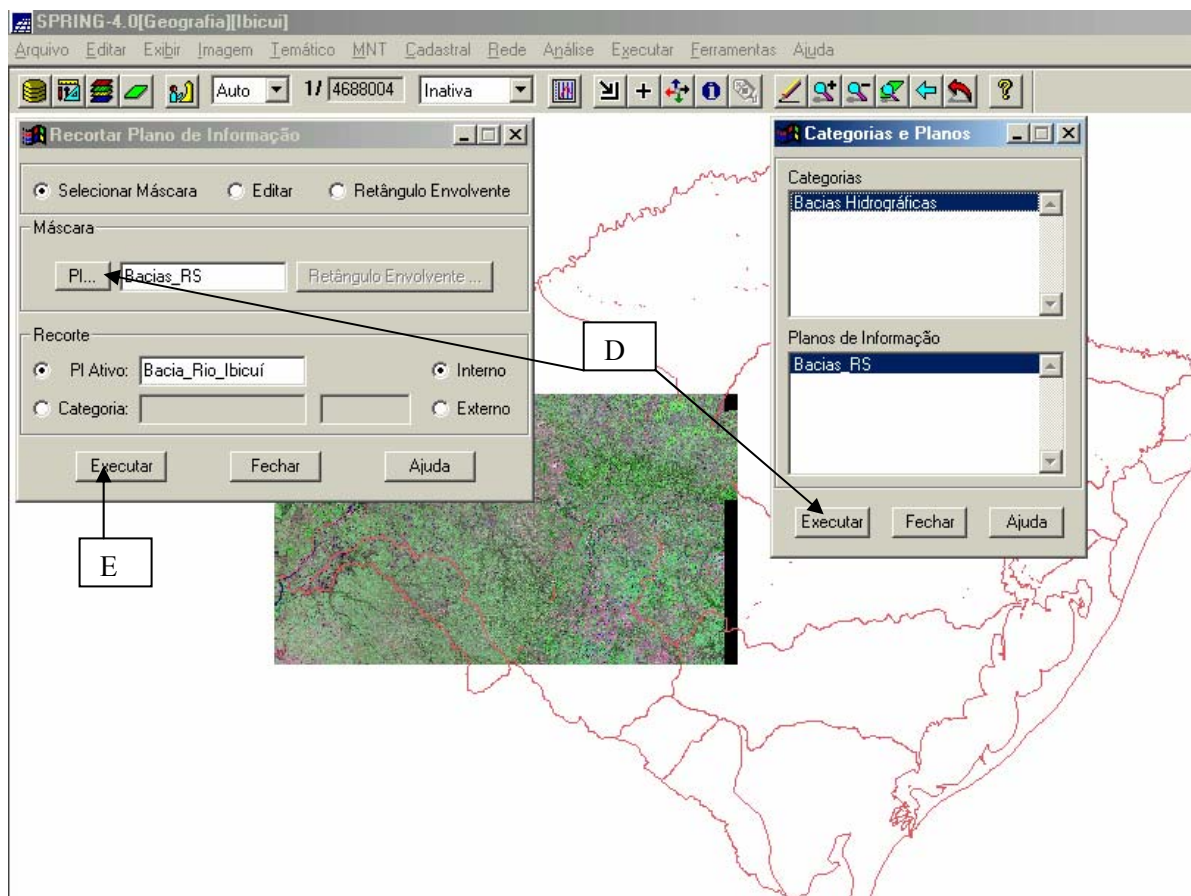 SPRING-4.0[Geografia][Ibicui]
Arquivo Editar Exibir Imagem Temático MNT Cadastral Rede Análise Executar Ferramentas Ajuda
Auto 1/ 4688004 Inativa
Recortar Plano de Informação
Selecionar Máscara Editar Retângulo Envolvente
Máscara
PI... Bacias_RS Retângulo Envolvente ...
Recorte
PI Ativo: Bacia_Rio_Ibicuí Interno
Categoria: Externo
Executar Fechar Ajuda
Categorias e Planos
Categorias
Bacias Hidrográficas
Planos de Informação
Bacias_RS
Executar Fechar Ajuda
D
E